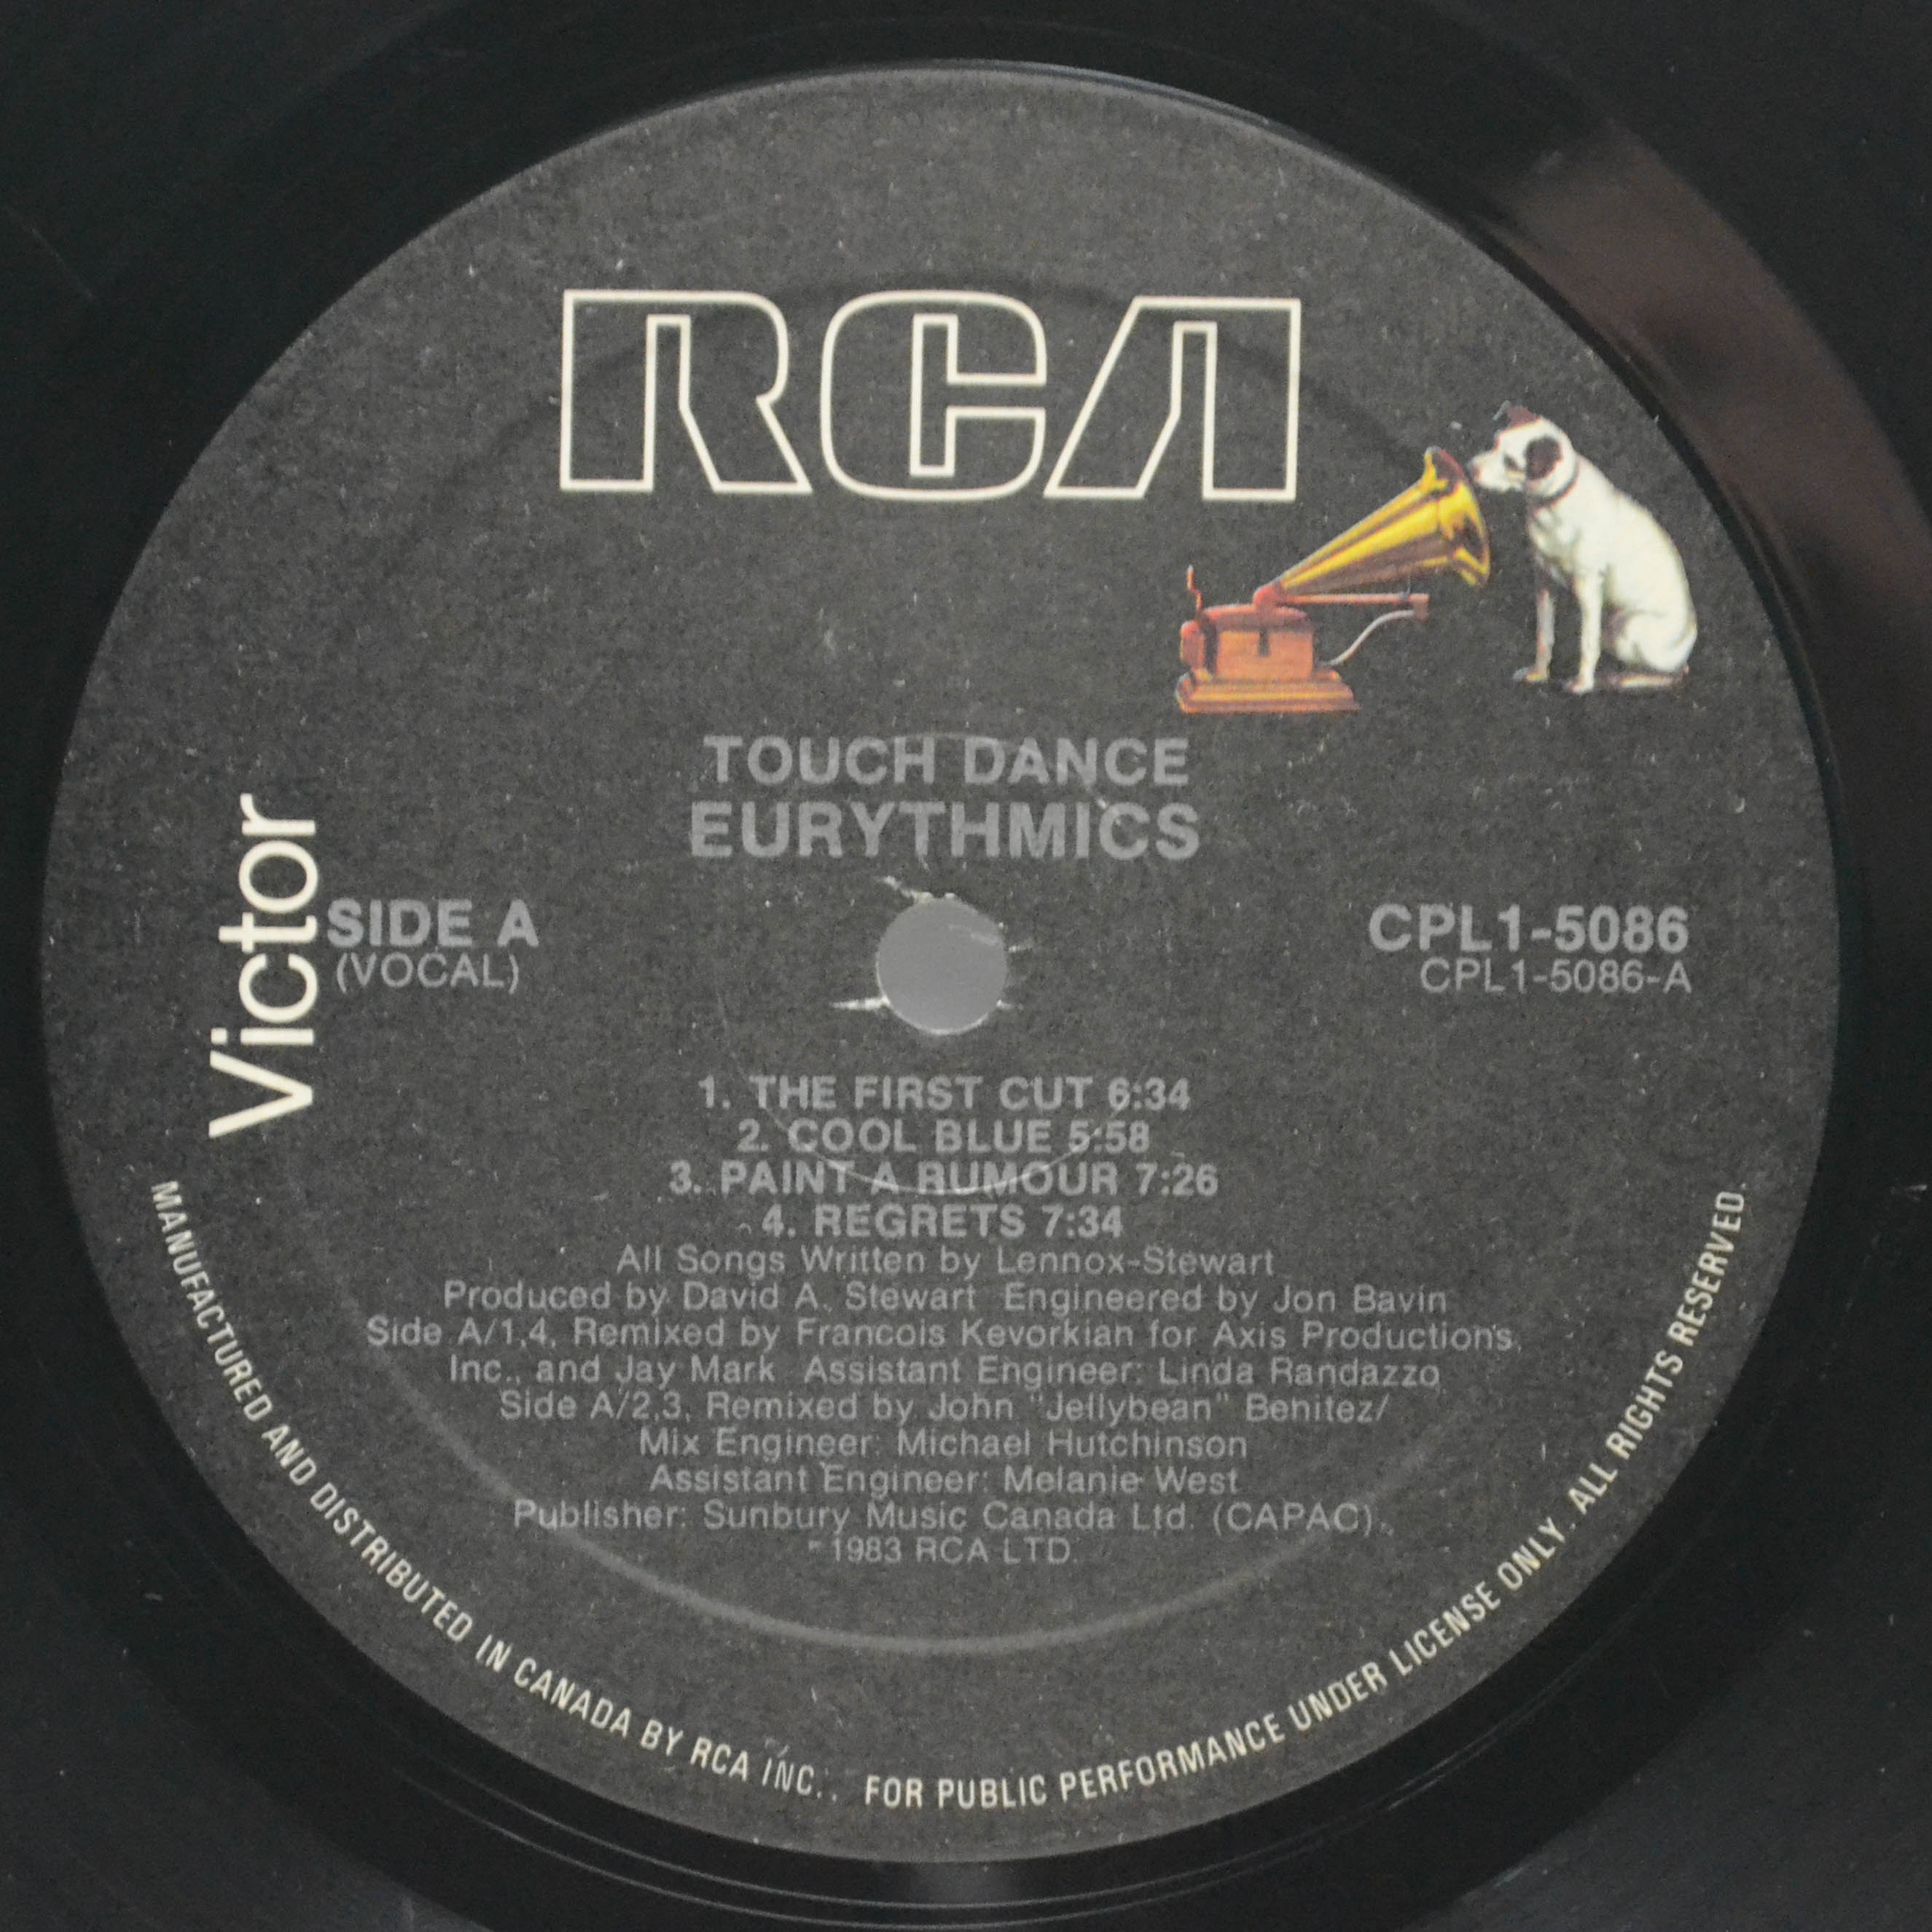 RCA
TOUCH DANCE
EURYTHMICS
Victor
SIDE A
(VOCAL)
CPL1-5086
CPL1-5086-A
1. THE FIRST CUT 6:34
2. COOL BLUE 5:58
3. PAINT A RUMOUR 7:26
4. REGRETS 7:34
All Songs Written by Lennox-Stewart
Produced by David A. Stewart Engineered by Jon Bavin
Side A/1,4, Remixed by Francois Kevorkian for Axis Productions,
Inc., and Jay Mark Assistant Engineer: Linda Randazzo
Side A/2,3, Remixed by John "Jellybean" Benitez/
Mix Engineer: Michael Hutchinson
Assistant Engineer: Melanie West
Publisher: Sunbury Music Canada Ltd. (CAPAC).
1983 RCA LTD.
MANUFACTURED AND DISTRIBUTED IN CANADA BY RCA INC.. FOR PUBLIC PERFORMANCE UNDER LICENSE ONLY. ALL RIGHTS RESERVED.